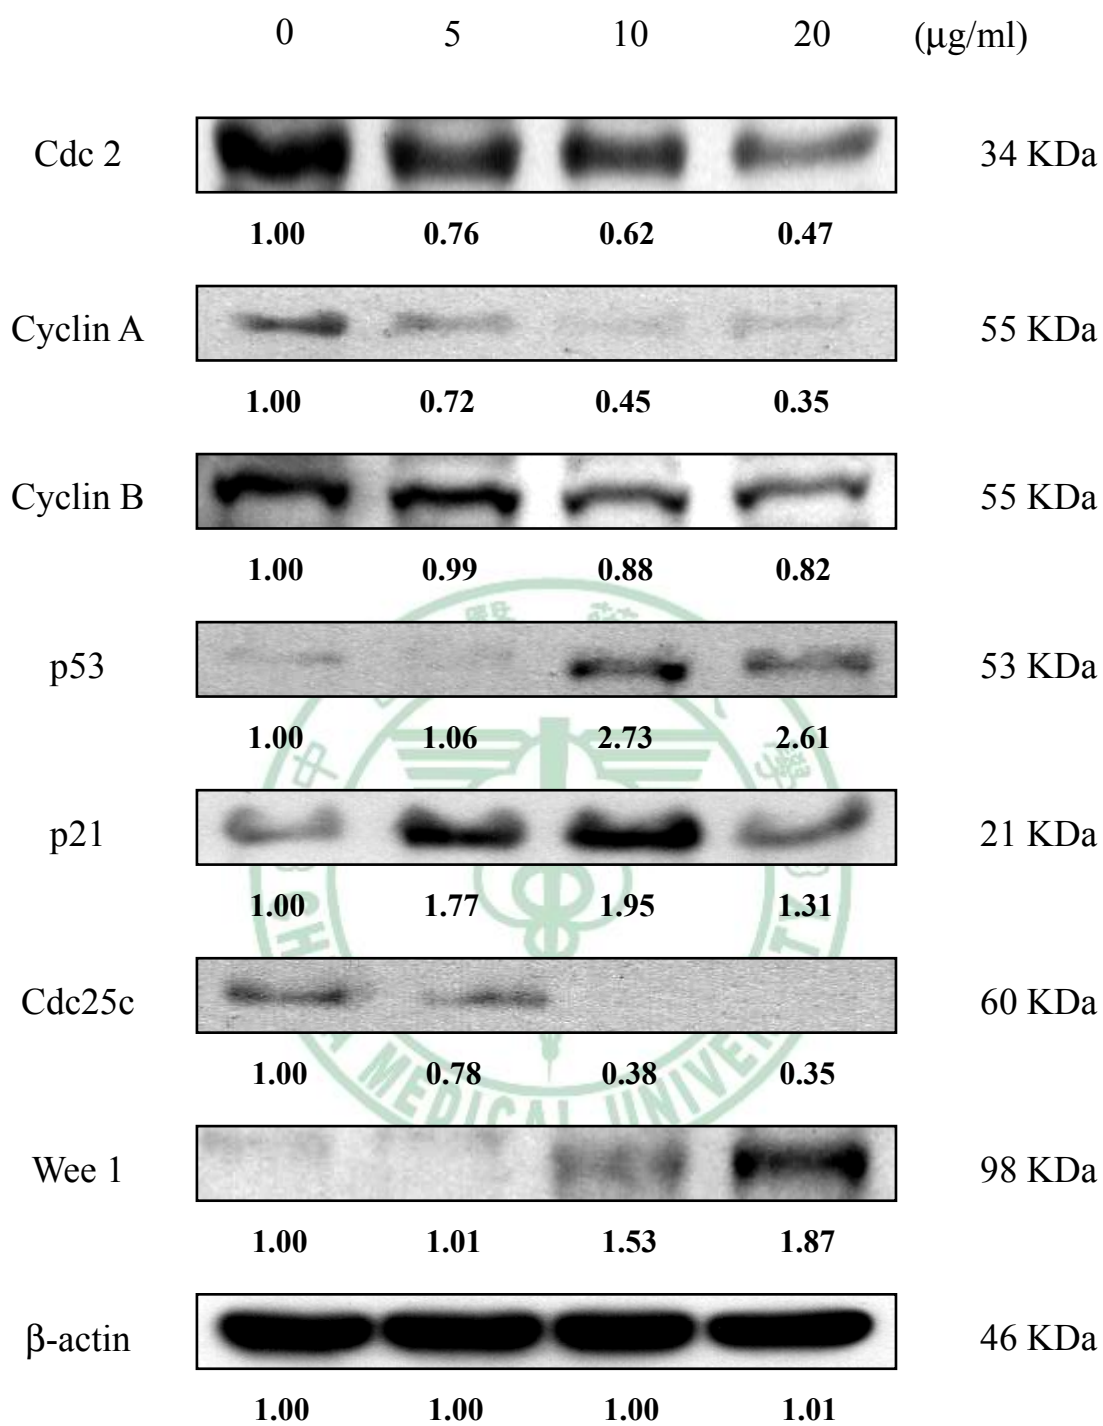 0 5 10 20 (μg/ml)
Cdc 2 34 KDa
1.00 0.76 0.62 0.47
Cyclin A 55 KDa
1.00 0.72 0.45 0.35
Cyclin B 55 KDa
1.00 0.99 0.88 0.82
p53 53 KDa
1.00 1.06 2.73 2.61
p21 21 KDa
1.00 1.77 1.95 1.31
Cdc25c 60 KDa
1.00 0.78 0.38 0.35
Wee 1 98 KDa
1.00 1.01 1.53 1.87
β-actin 46 KDa
1.00 1.00 1.00 1.01
MEDICAL UNIVERSITY